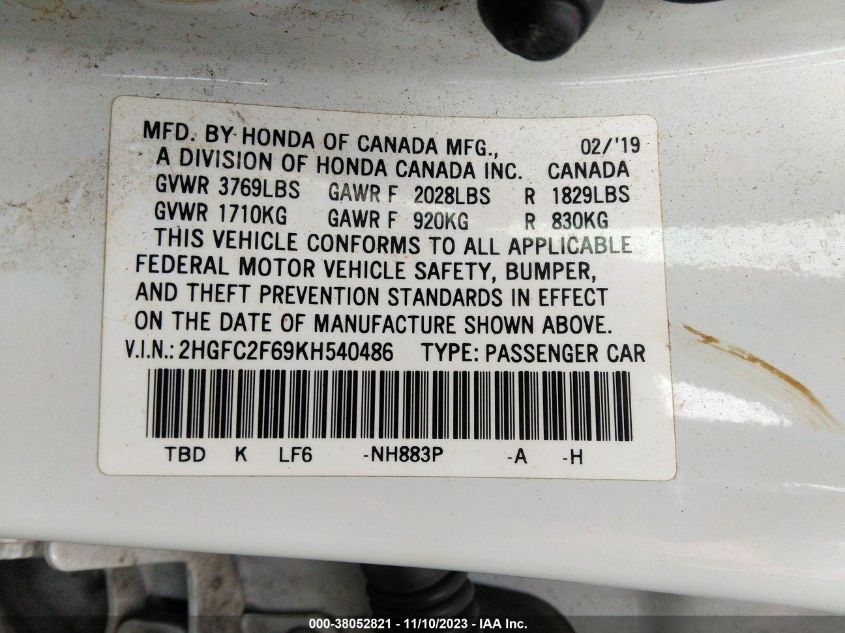 MFD. BY HONDA OF CANADA MFG., 02/'19
A DIVISION OF HONDA CANADA INC. CANADA
GVWR 3769LBS GAWR F 2028LBS R 1829LBS
GVWR 1710KG GAWR F 920KG R 830KG
THIS VEHICLE CONFORMS TO ALL APPLICABLE
FEDERAL MOTOR VEHICLE SAFETY, BUMPER,
AND THEFT PREVENTION STANDARDS IN EFFECT
ON THE DATE OF MANUFACTURE SHOWN ABOVE.
V.I.N.: 2HGFC2F69KH540486 TYPE: PASSENGER CAR
TBD K LF6 -NH883P -A -H
000-38052821 - 11/10/2023 - IAA Inc.